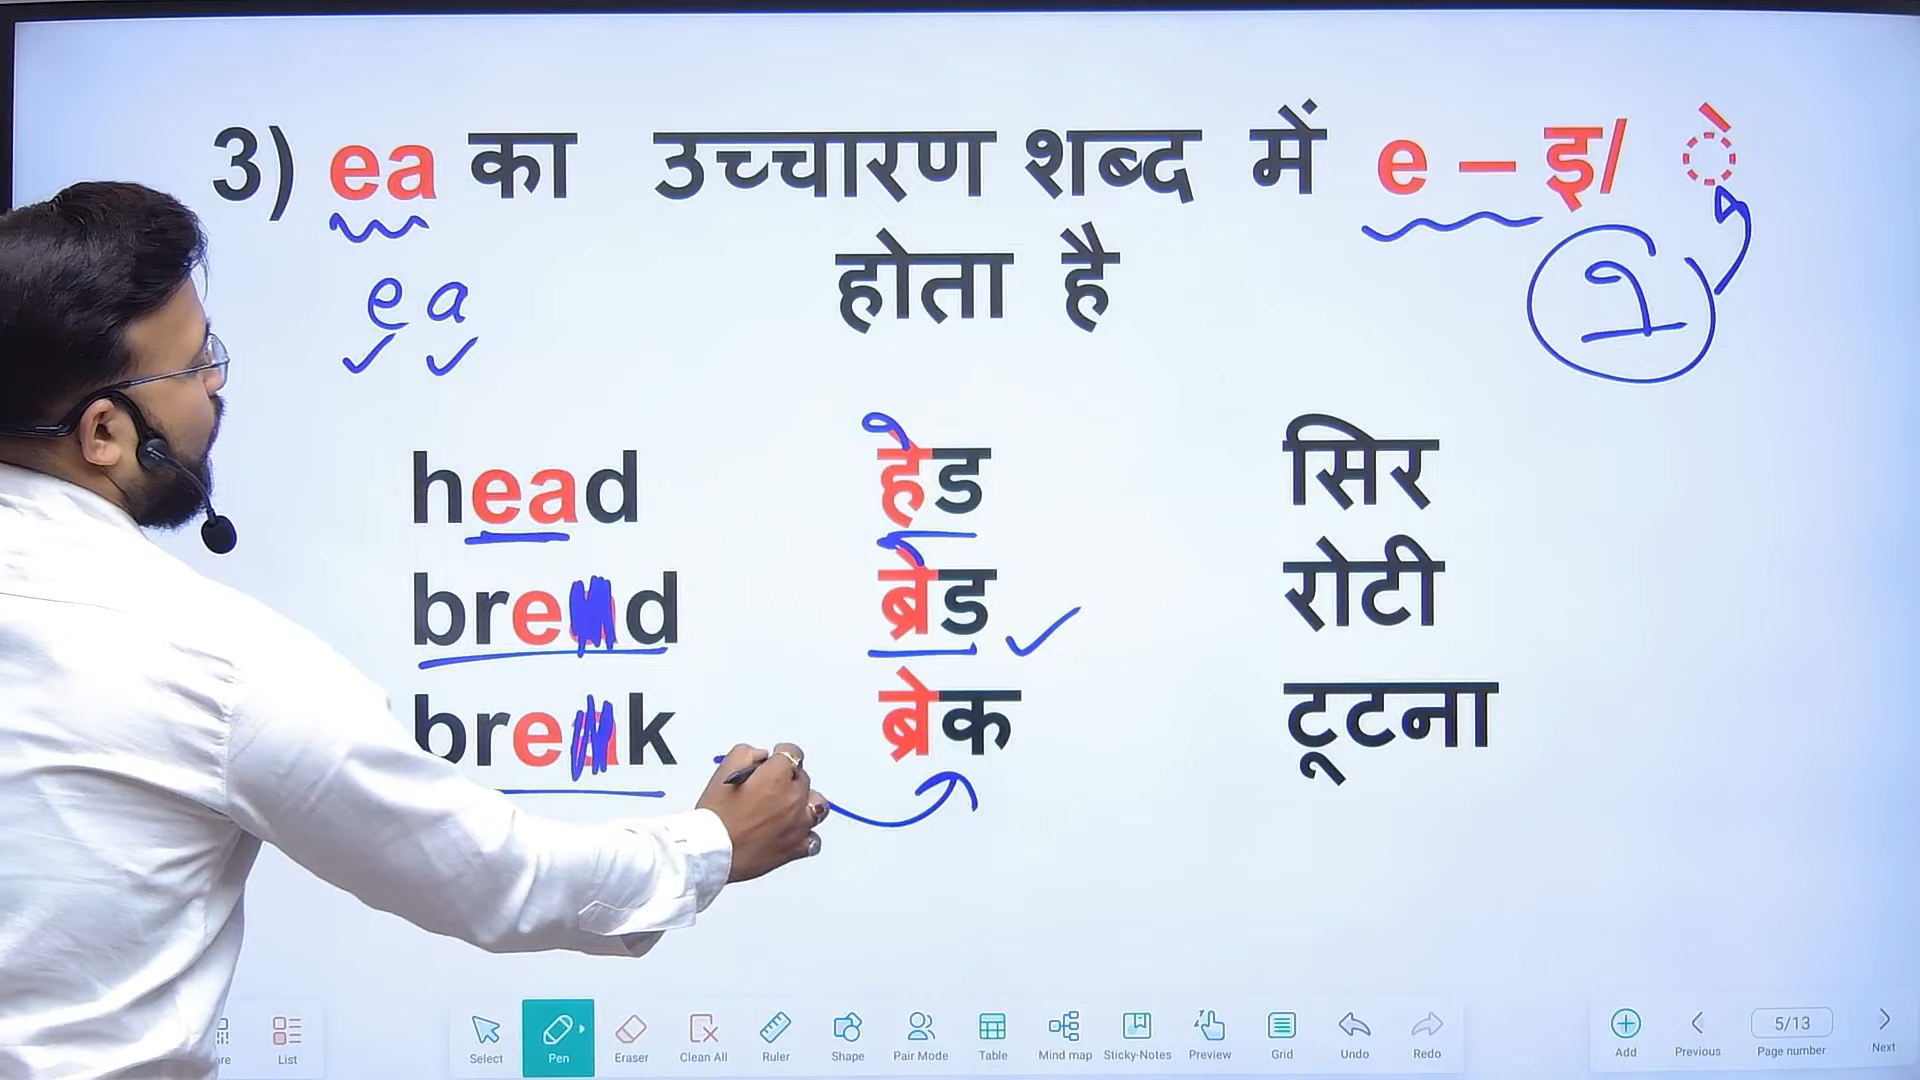 3) ea का उच्चारण शब्द में e – इ/ े
होता है
e a
head हेड सिर
bread ब्रेड रोटी
break ब्रेक टूटना
List Select Pen Eraser Clean All Ruler Shape Pair Mode Table Mind map Sticky-Notes Preview Grid Undo Redo Add Previous 5/13 Page number Next